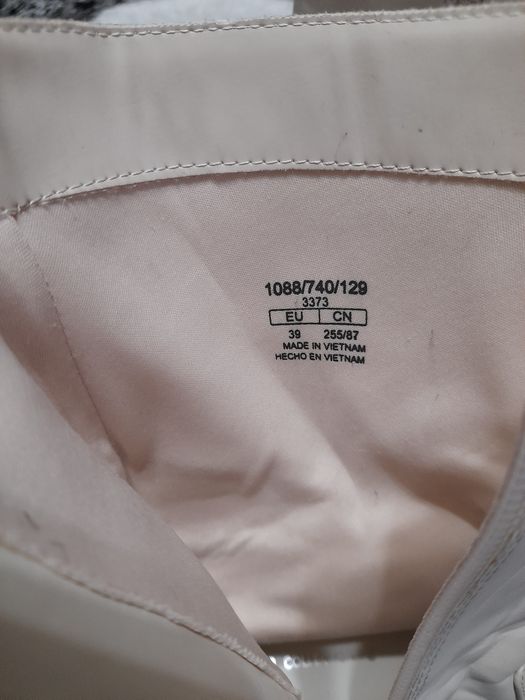 1088/740/129
3373
EU CN
39 255/87
MADE IN VIETNAM
HECHO EN VIETNAM